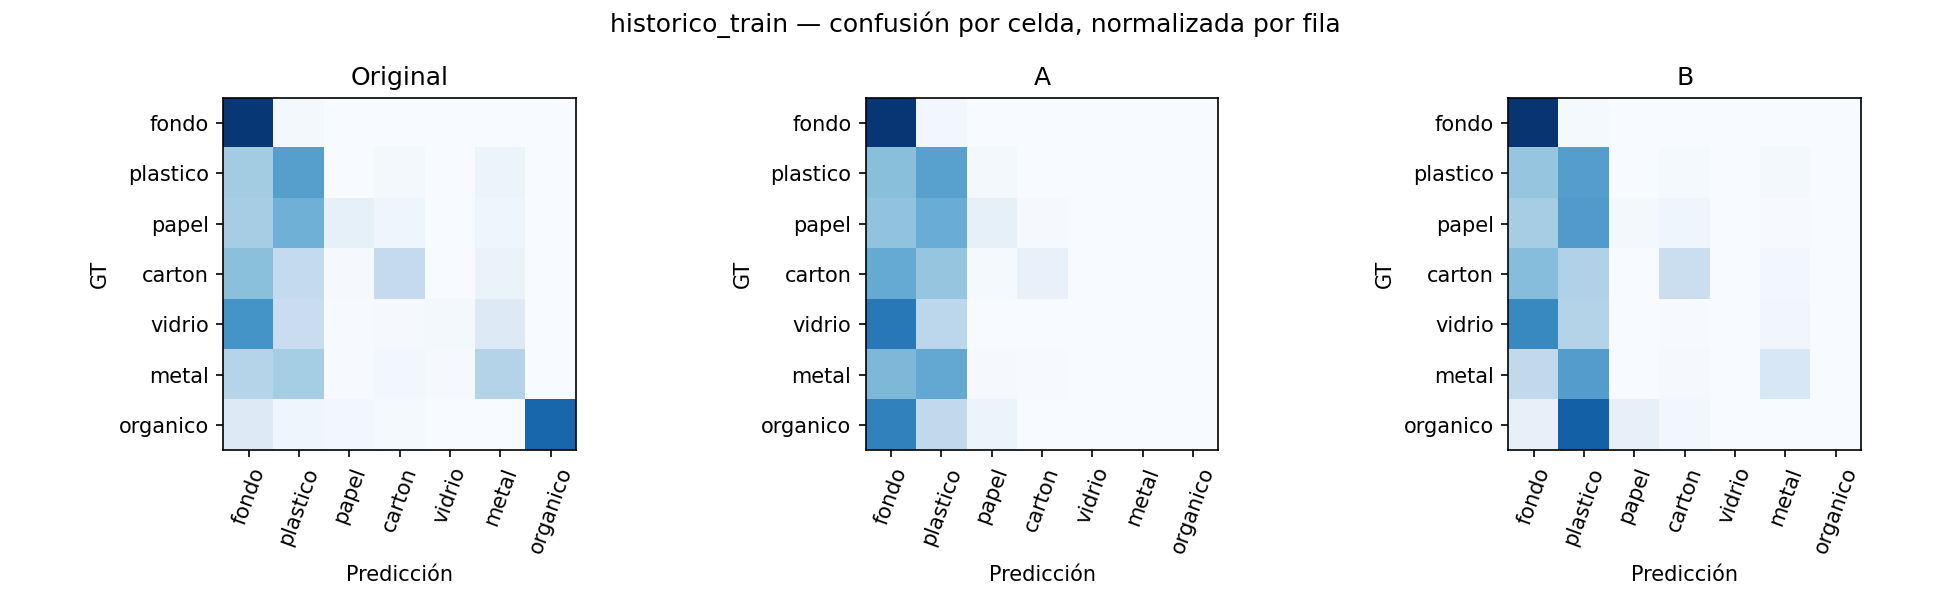 historico_train — confusión por celda, normalizada por fila
Original
fondo
plastico
papel
carton
vidrio
metal
organico
GT
fondo
plastico
papel
carton
vidrio
metal
organico
Predicción
A
fondo
plastico
papel
carton
vidrio
metal
organico
GT
fondo
plastico
papel
carton
vidrio
metal
organico
Predicción
B
fondo
plastico
papel
carton
vidrio
metal
organico
GT
fondo
plastico
papel
carton
vidrio
metal
organico
Predicción